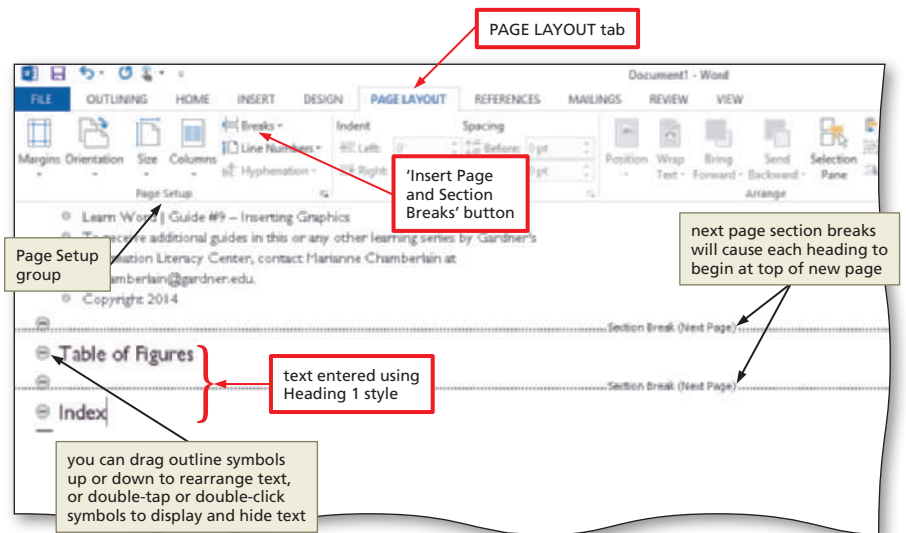 PAGE LAYOUT tab
Document1 - Word
FILE OUTLINING HOME INSERT DESIGN PAGE LAYOUT REFERENCES MAILINGS REVIEW VIEW
Breaks Indent Spacing
Line Numbers Left: 0" Before: 0 pt
Margins Orientation Size Columns Hyphenation Right: 0 pt Position Wrap Text Bring Forward Send Backward Selection Pane
Page Setup Arrange
'Insert Page
and Section
Breaks' button
Learn Word | Guide #9 – Inserting Graphics
To receive additional guides in this or any other learning series by Gardner's
Information Literacy Center, contact Marianne Chamberlain at
chamberlain@gardner.edu.
Copyright 2014
Page Setup
group
next page section breaks
will cause each heading to
begin at top of new page
Section Break (Next Page)
Table of Figures
text entered using
Heading 1 style
Section Break (Next Page)
Index
you can drag outline symbols
up or down to rearrange text,
or double-tap or double-click
symbols to display and hide text